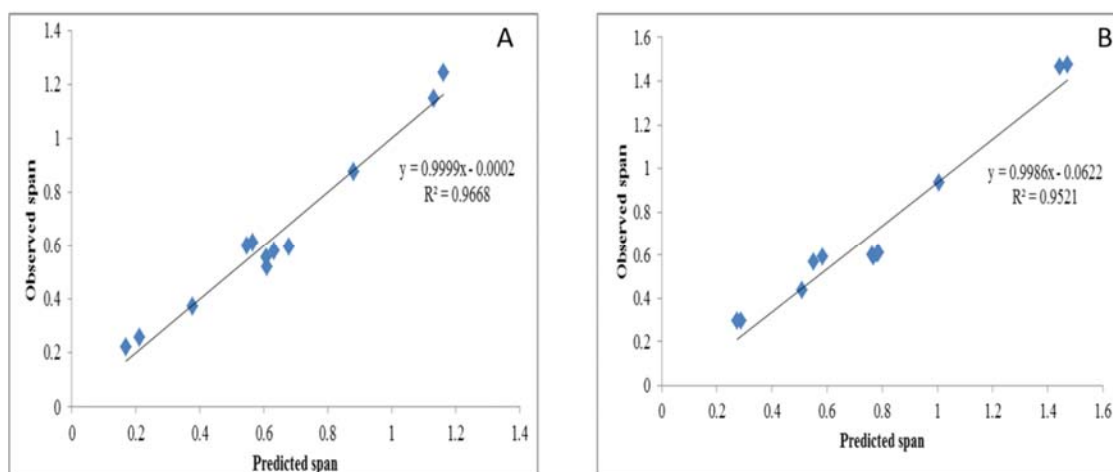 A
1.4
1.2
1
0.8
0.6
0.4
0.2
0
Observed span
y = 0.9999x - 0.0002
R² = 0.9668
0 0.2 0.4 0.6 0.8 1 1.2 1.4
Predicted span
B
1.6
1.4
1.2
1
0.8
0.6
0.4
0.2
0
Observed span
y = 0.9986x - 0.0622
R² = 0.9521
0 0.2 0.4 0.6 0.8 1 1.2 1.4 1.6
Predicted span